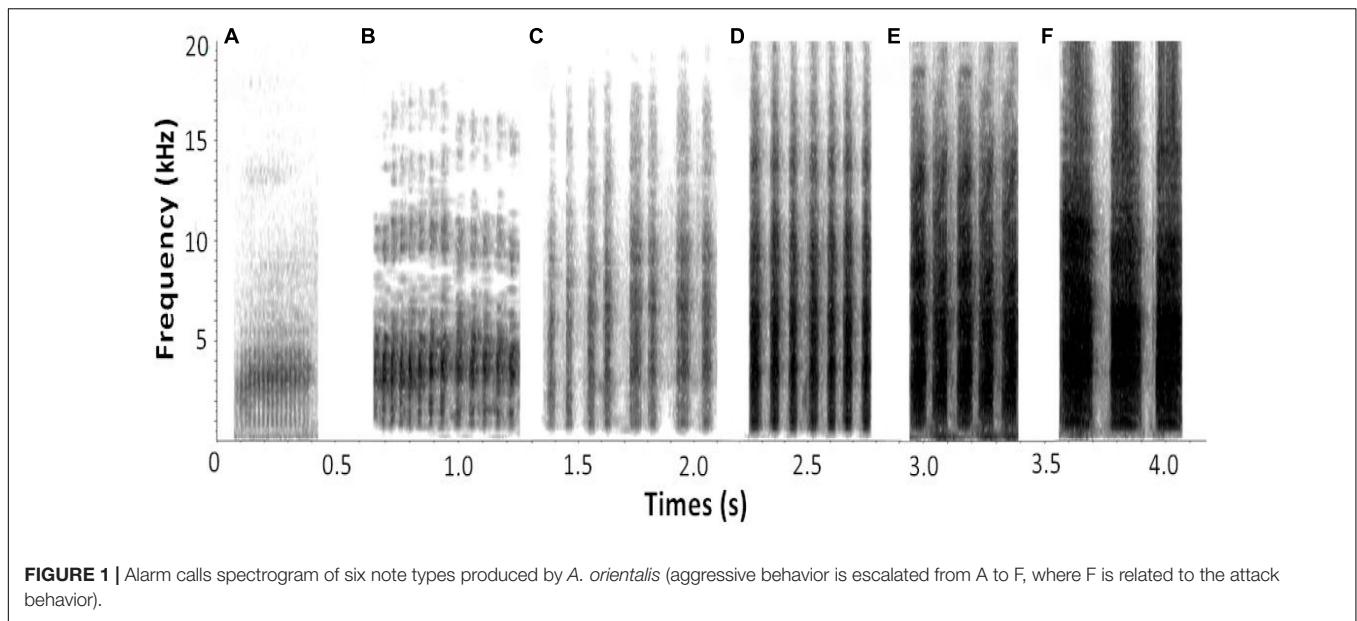 A B C D E F
20
15
10
5
Frequency (kHz)
0 0.5 1.0 1.5 2.0 2.5 3.0 3.5 4.0
Times (s)
FIGURE 1 | Alarm calls spectrogram of six note types produced by A. orientalis (aggressive behavior is escalated from A to F, where F is related to the attack
behavior).